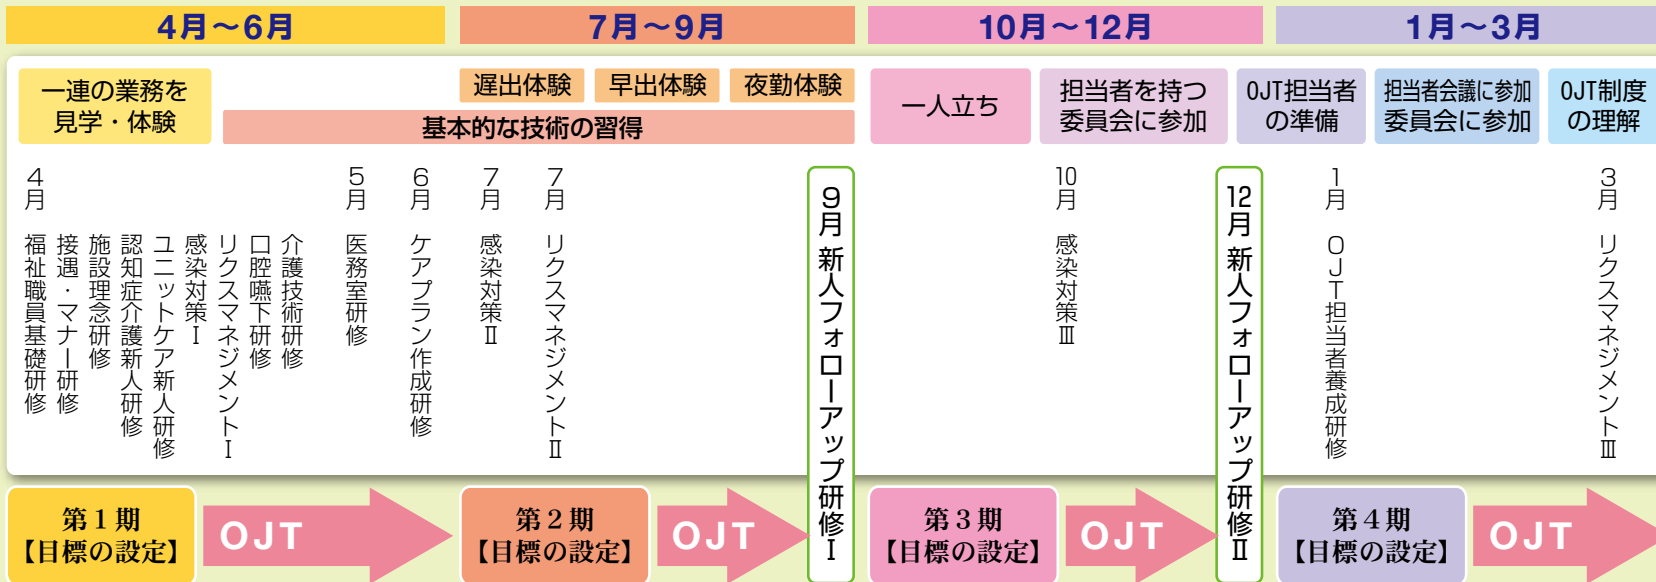 4月～6月
7月～9月
10月～12月
1月～3月
一連の業務を
見学・体験
遅出体験
早出体験
夜勤体験
基本的な技術の習得
一人立ち
担当者を持つ
委員会に参加
OJT担当者
の準備
担当者会議に参加
委員会に参加
OJT制度
の理解
4月　福祉職員基礎研修
接遇・マナー研修
施設理念研修
認知症介護新人研修
ユニットケア新人研修
感染対策Ⅰ
リクスマネジメントⅠ
口腔嚥下研修
介護技術研修
5月　医務室研修
6月　ケアプラン作成研修
7月　感染対策Ⅱ
7月　リクスマネジメントⅡ
9月 新人フォローアップ研修Ⅰ
10月　感染対策Ⅲ
12月 新人フォローアップ研修Ⅱ
1月　OJT担当者養成研修
3月　リクスマネジメントⅢ
第1期
【目標の設定】
OJT
第2期
【目標の設定】
OJT
第3期
【目標の設定】
OJT
第4期
【目標の設定】
OJT